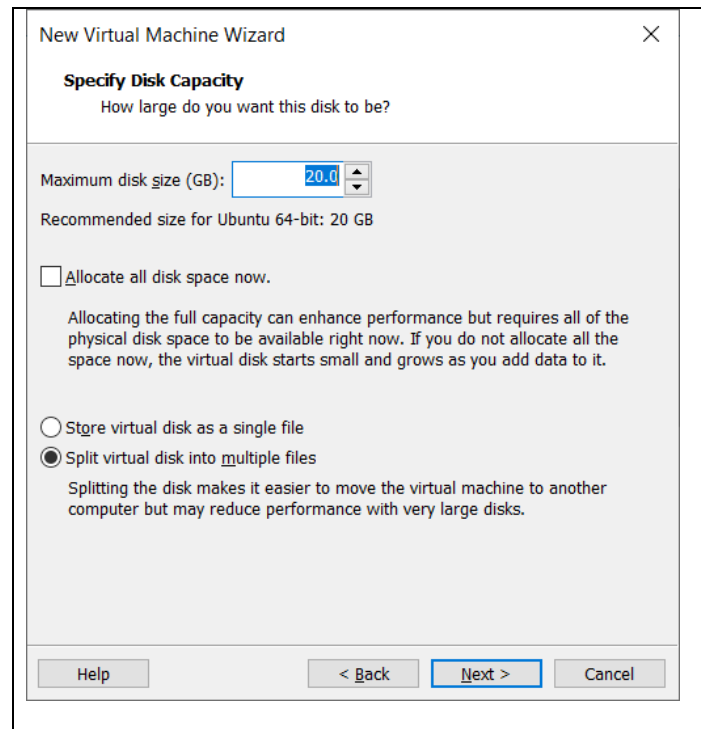 New Virtual Machine Wizard
Specify Disk Capacity
How large do you want this disk to be?
Maximum disk size (GB): 20.0
Recommended size for Ubuntu 64-bit: 20 GB
Allocate all disk space now.
Allocating the full capacity can enhance performance but requires all of the
physical disk space to be available right now. If you do not allocate all the
space now, the virtual disk starts small and grows as you add data to it.
Store virtual disk as a single file
Split virtual disk into multiple files
Splitting the disk makes it easier to move the virtual machine to another
computer but may reduce performance with very large disks.
Help < Back Next > Cancel